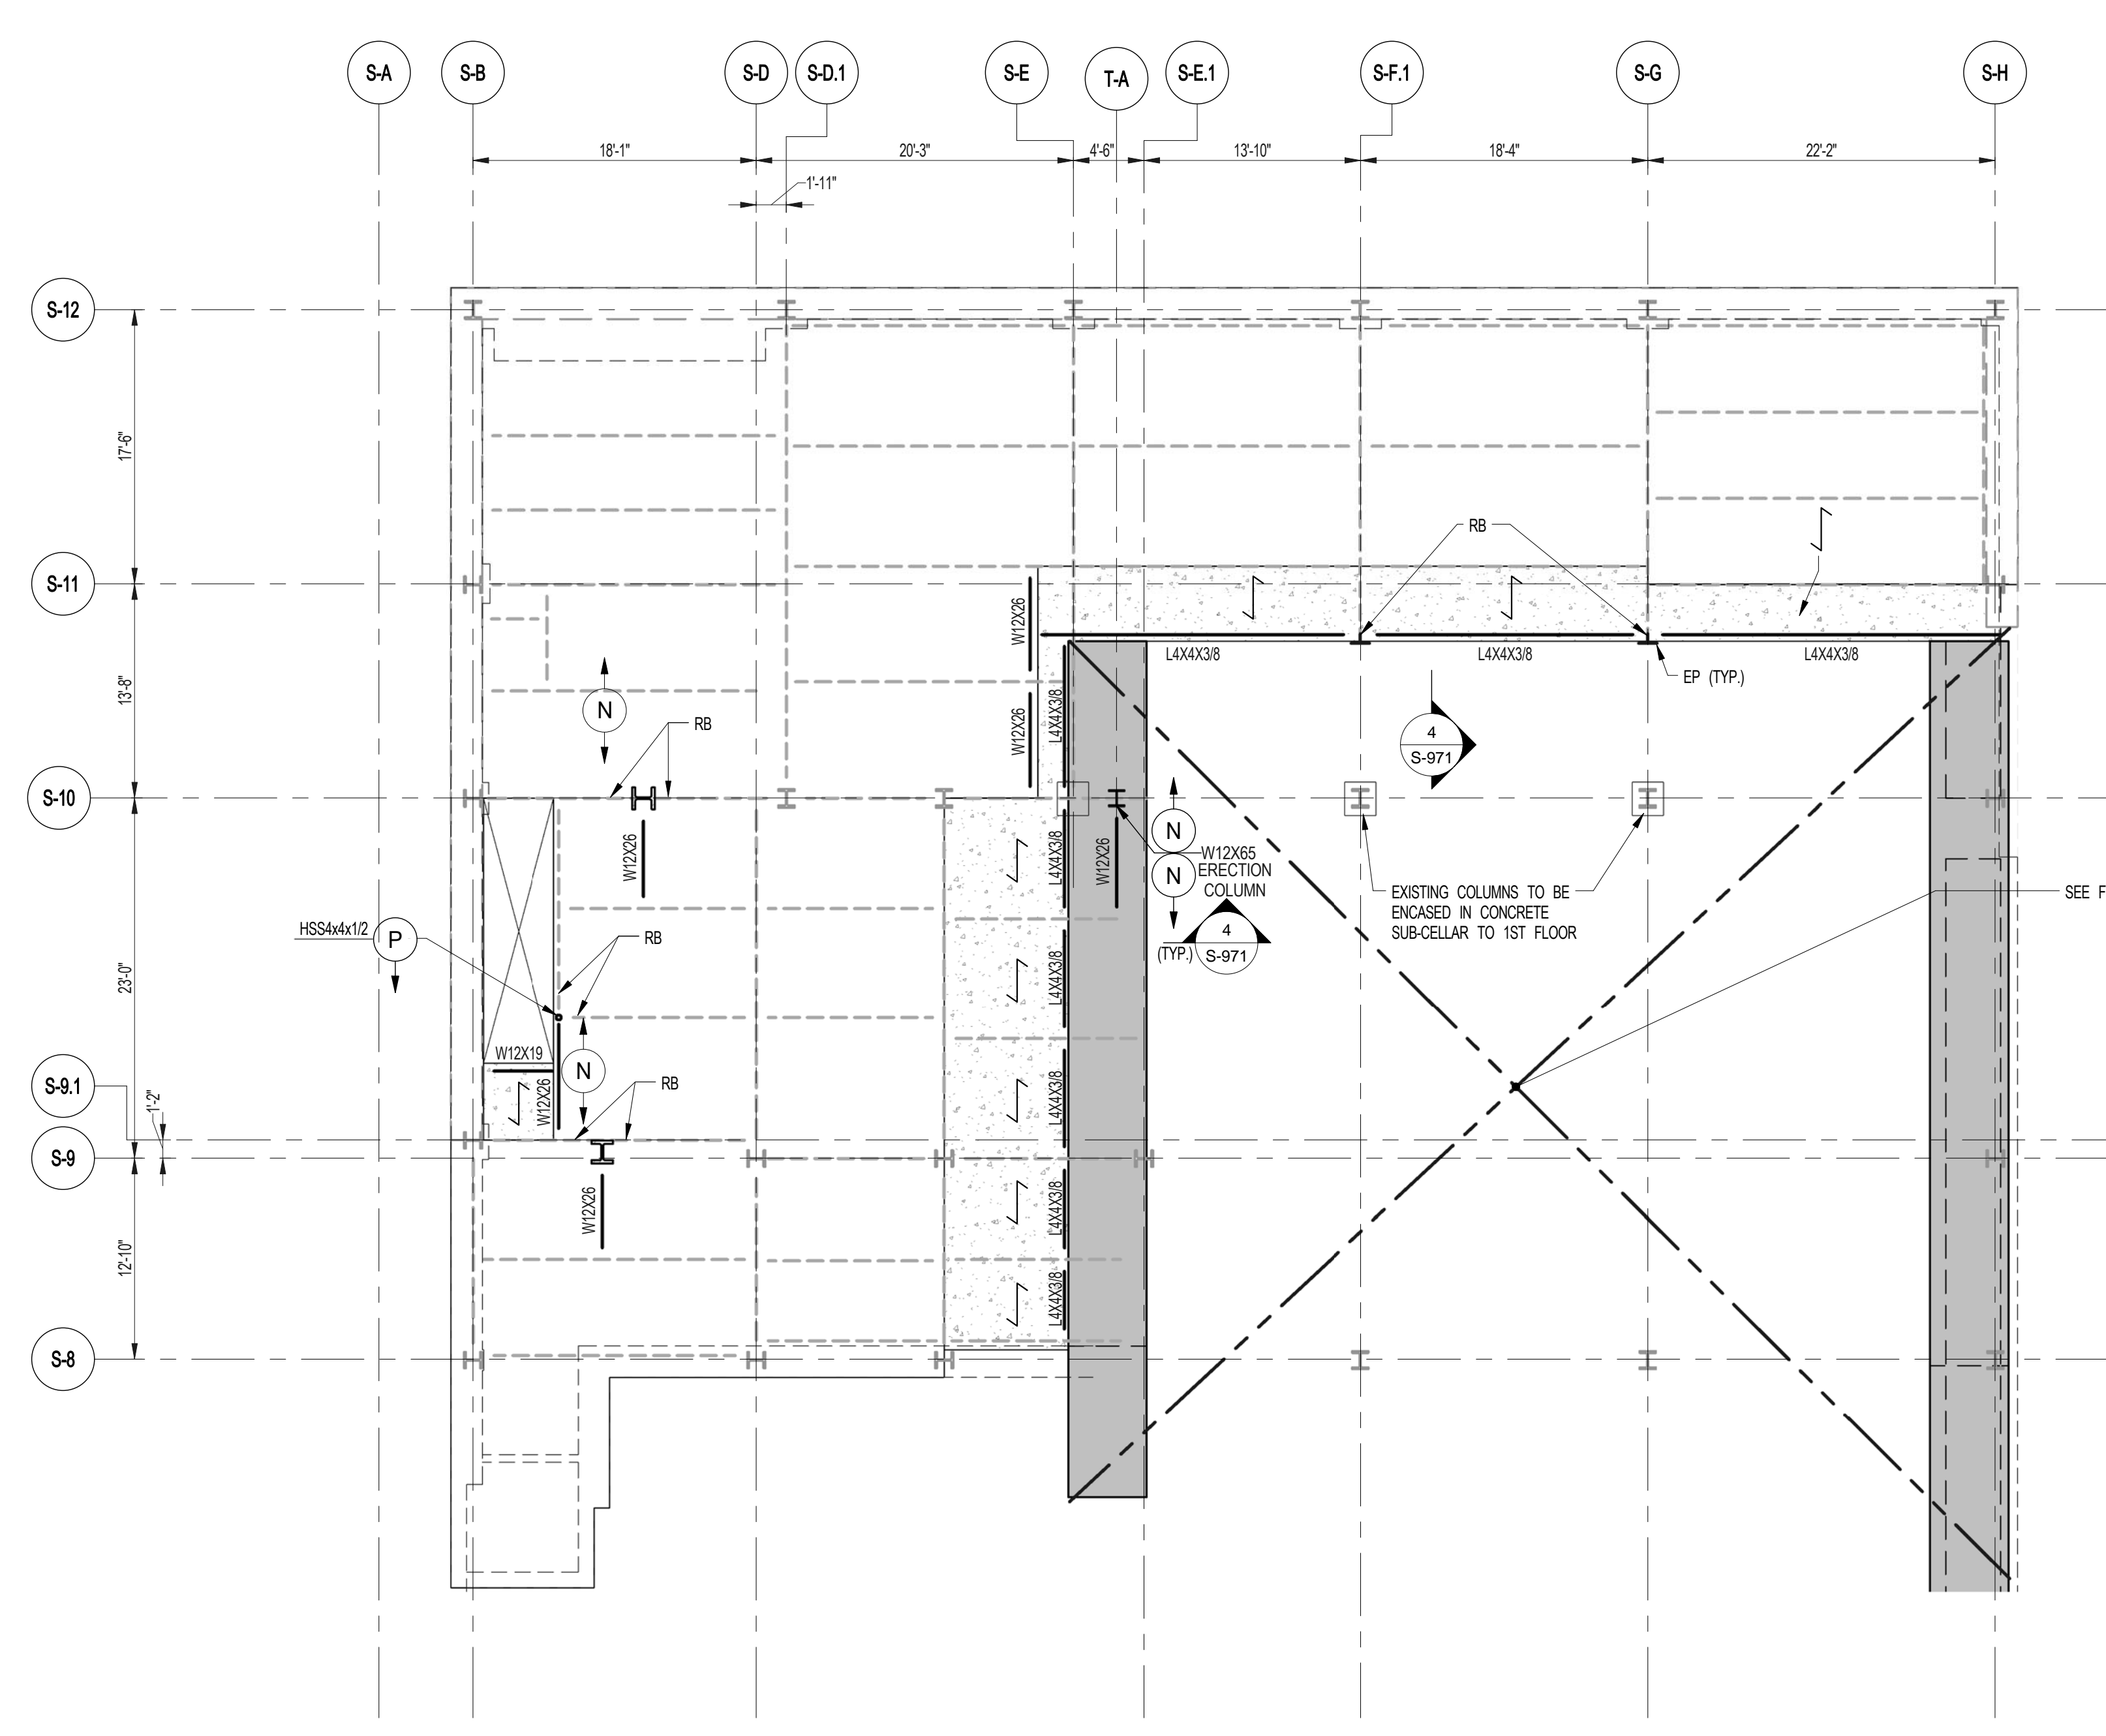 S-A
S-B
S-D
S-D.1
S-E
T-A
S-E.1
S-F.1
S-G
S-H
18'-1"
20'-3"
4'-6"
13'-10"
18'-4"
22'-2"
1'-11"
S-12
17'-6"
S-11
13'-8"
S-10
23'-0"
S-9.1
1'-2"
S-9
12'-10"
S-8
RB
W12X26
L4X4X3/8
L4X4X3/8
L4X4X3/8
EP (TYP.)
N
RB
W12X26
L4X4X3/8
4
S-971
W12X26
L4X4X3/8
W12X26
N
N
W12X65
ERECTION
COLUMN
4
S-971
(TYP.)
EXISTING COLUMNS TO BE
ENCASED IN CONCRETE
SUB-CELLAR TO 1ST FLOOR
SEE F
HSS4x4x1/2
P
RB
L4X4X3/8
W12X19
W12X26
N
RB
L4X4X3/8
W12X26
L4X4X3/8
L4X4X3/8